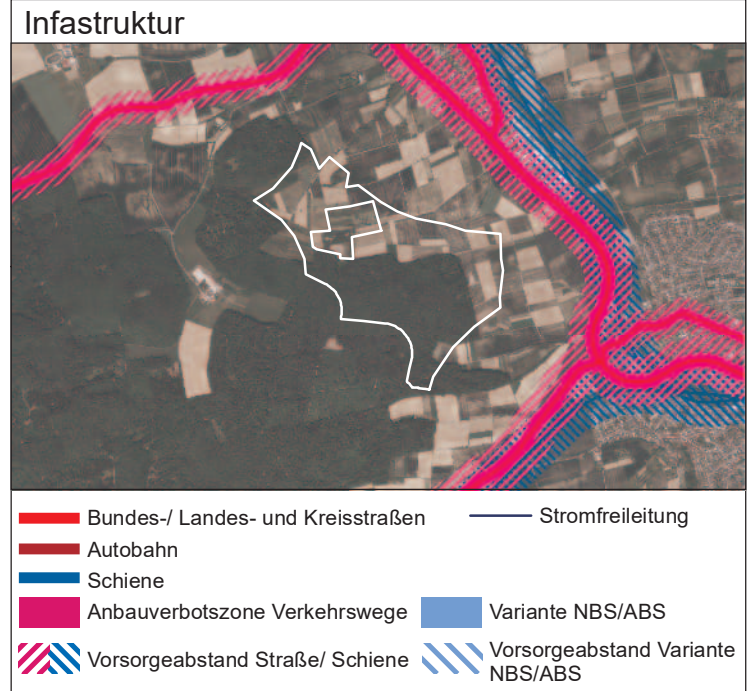 Infastruktur
Bundes-/ Landes- und Kreisstraßen
Stromfreileitung
Autobahn
Schiene
Anbauverbotszone Verkehrswege
Variante NBS/ABS
Vorsorgeabstand Straße/ Schiene
Vorsorgeabstand Variante
NBS/ABS